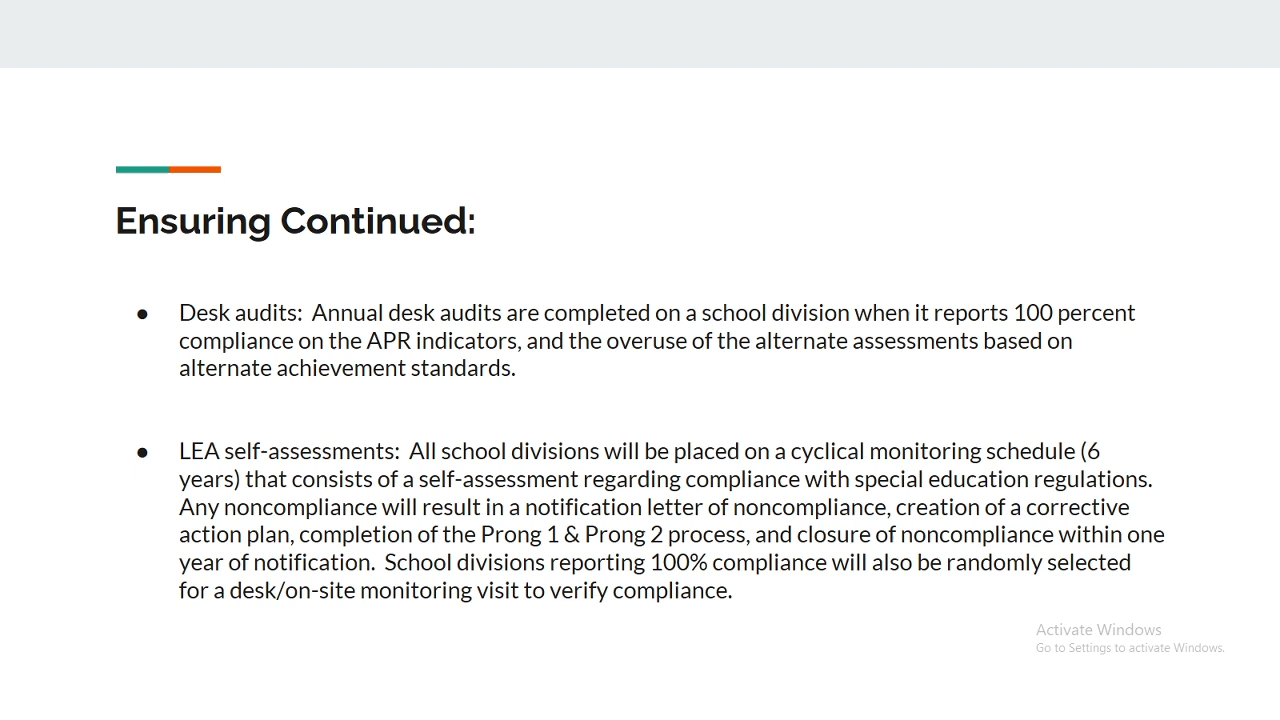 Ensuring Continued:
● Desk audits:  Annual desk audits are completed on a school division when it reports 100 percent
compliance on the APR indicators, and the overuse of the alternate assessments based on
alternate achievement standards.
● LEA self-assessments:  All school divisions will be placed on a cyclical monitoring schedule (6
years) that consists of a self-assessment regarding compliance with special education regulations.
Any noncompliance will result in a notification letter of noncompliance, creation of a corrective
action plan, completion of the Prong 1 & Prong 2 process, and closure of noncompliance within one
year of notification.  School divisions reporting 100% compliance will also be randomly selected
for a desk/on-site monitoring visit to verify compliance.
Activate Windows
Go to Settings to activate Windows.